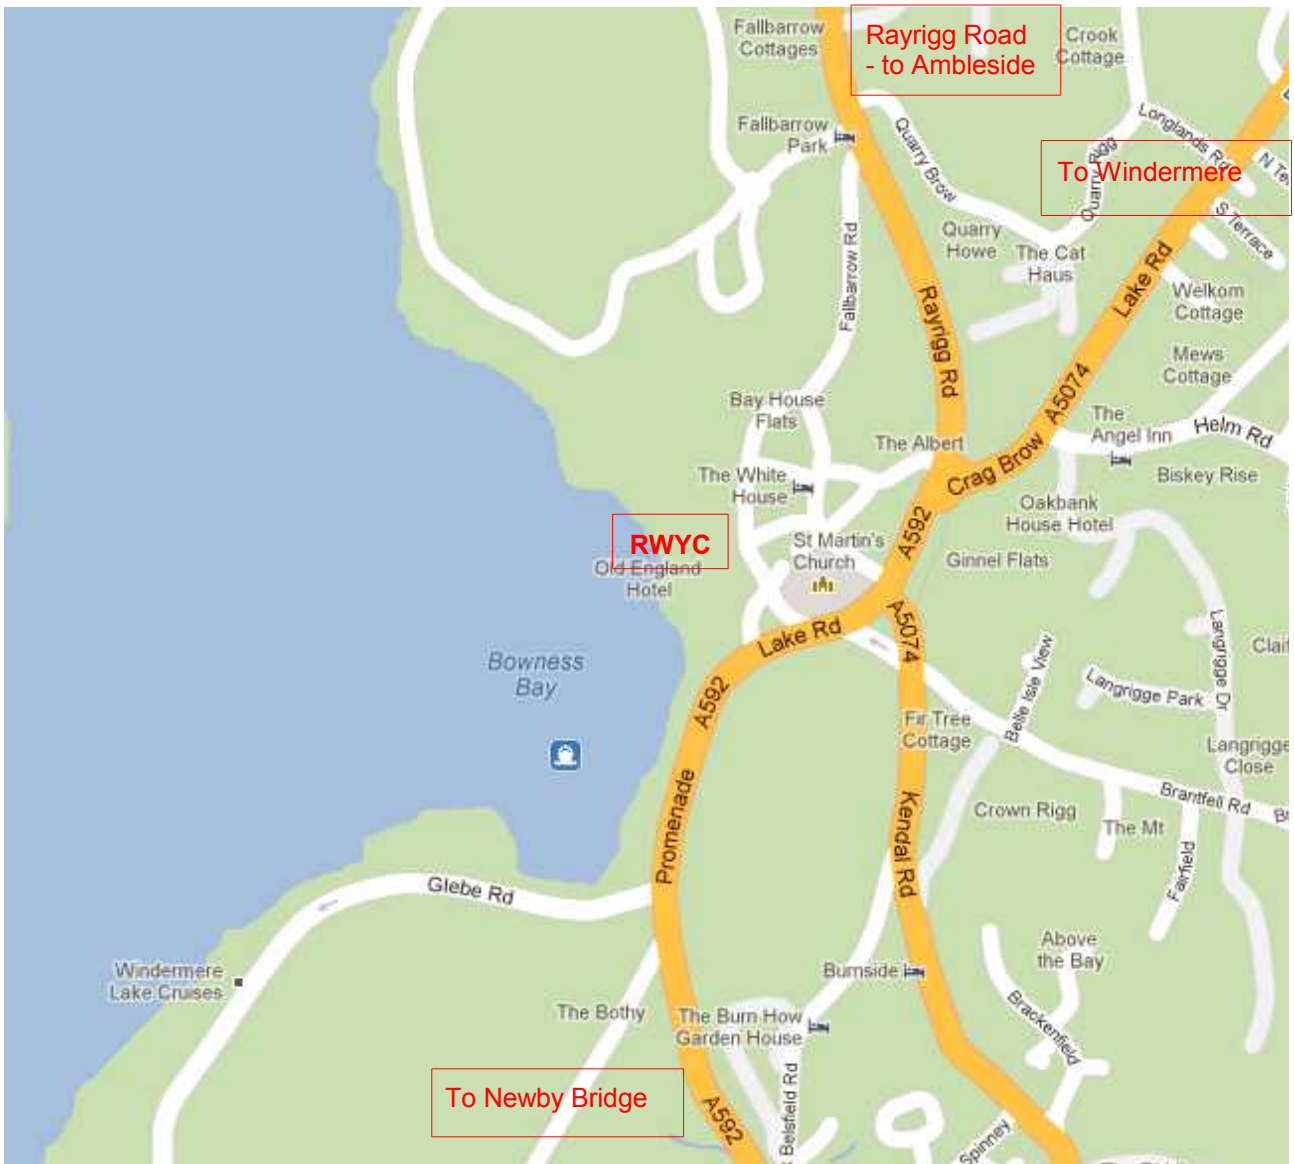 Fallbarrow
Cottages
Rayrigg Road
- to Ambleside
Crook
Cottage
Fallbarrow
Park
Quarry Brow
Longlands Rd
Quarry Rigg
To Windermere
S Terrace
Quarry
Howe
The Cat
Haus
Fallbarrow Rd
Rayrigg Rd
Lake Rd
Welkom
Cottage
Mews
Cottage
A5074
Bay House
Flats
The
Angel Inn
Helm Rd
The Albert
Crag Brow
The White
House
Biskey Rise
Oakbank
House Hotel
A592
RWYC
St Martin's
Church
Ginnel Flats
Old England
Hotel
A5074
Lake Rd
Langrigge Dr
Belle Isle View
Bowness
Bay
Langrigge Park
A592
Fir Tree
Cottage
Langrigge
Close
Brantfell Rd
Promenade
Kendal Rd
Crown Rigg
The Mt
Fairfield
Glebe Rd
Above
the Bay
Windermere
Lake Cruises
Burnside
The Bothy
The Burn How
Garden House
Brackenfield
To Newby Bridge
A592
Belsfield Rd
Spinney